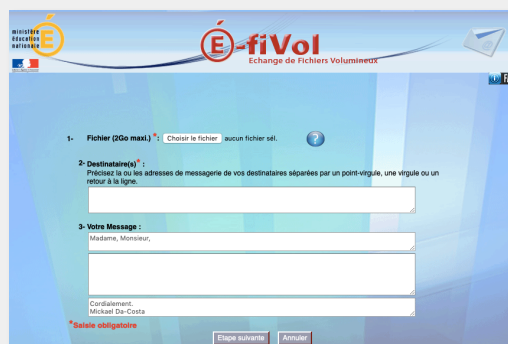 ministère
éducation
nationale
É-fiVol
Echange de Fichiers Volumineux
1- Fichier (2Go maxi.) *: Choisir le fichier aucun fichier sél. ?
2- Destinataire(s)* :
Précisez la ou les adresses de messagerie de vos destinataires séparées par un point-virgule, une virgule ou un
retour à la ligne.
3- Votre Message :
Madame, Monsieur,
Cordialement.
Mickael Da-Costa
*Saisie obligatoire
Etape suivante Annuler